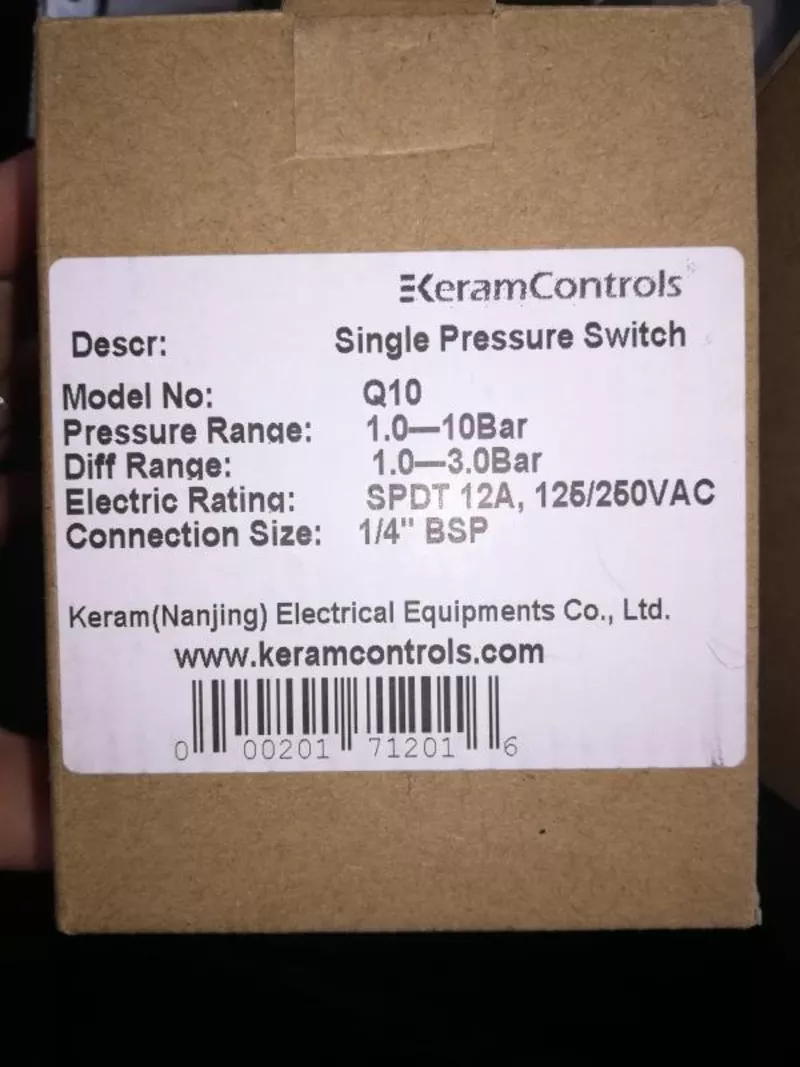 KeramControls
Descr: Single Pressure Switch
Model No: Q10
Pressure Range: 1.0—10Bar
Diff Range: 1.0—3.0Bar
Electric Rating: SPDT 12A, 125/250VAC
Connection Size: 1/4" BSP
Keram(Nanjing) Electrical Equipments Co., Ltd.
www.keramcontrols.com
0 00201 71201 6